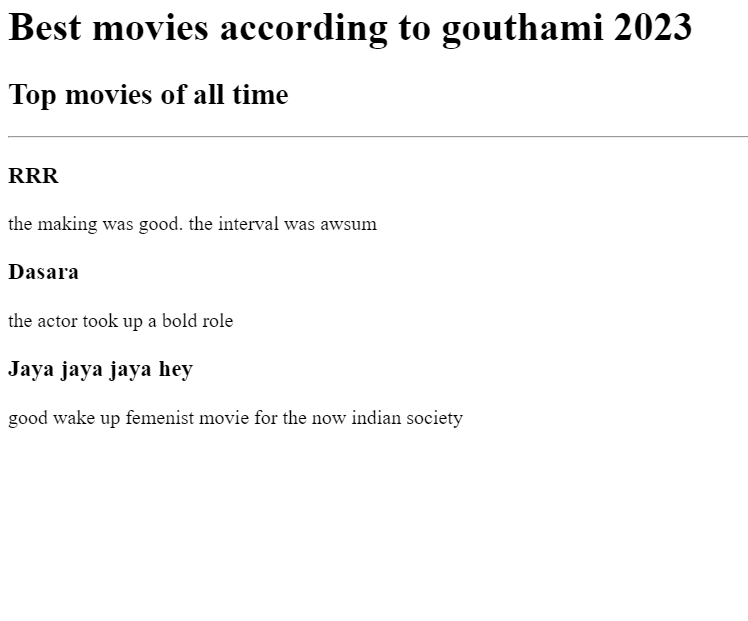 Best movies according to gouthami 2023
Top movies of all time
RRR
the making was good. the interval was awsum
Dasara
the actor took up a bold role
Jaya jaya jaya hey
good wake up femenist movie for the now indian society